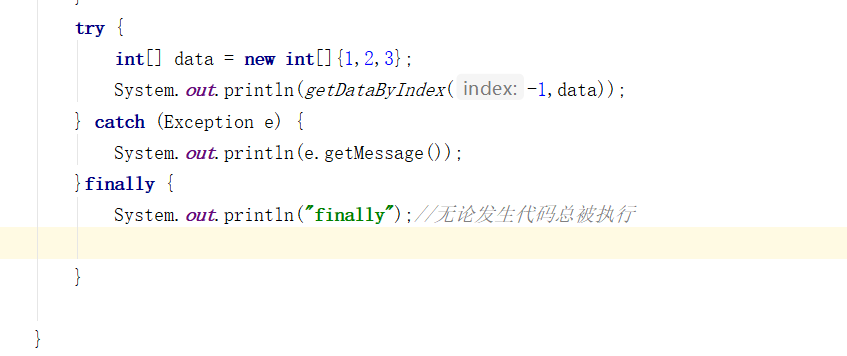 }
try {
int[] data = new int[]{1,2,3};
System.out.println(getDataByIndex( index: -1,data));
} catch (Exception e) {
System.out.println(e.getMessage());
}finally {
System.out.println("finally");//无论发生代码总被执行
}
}